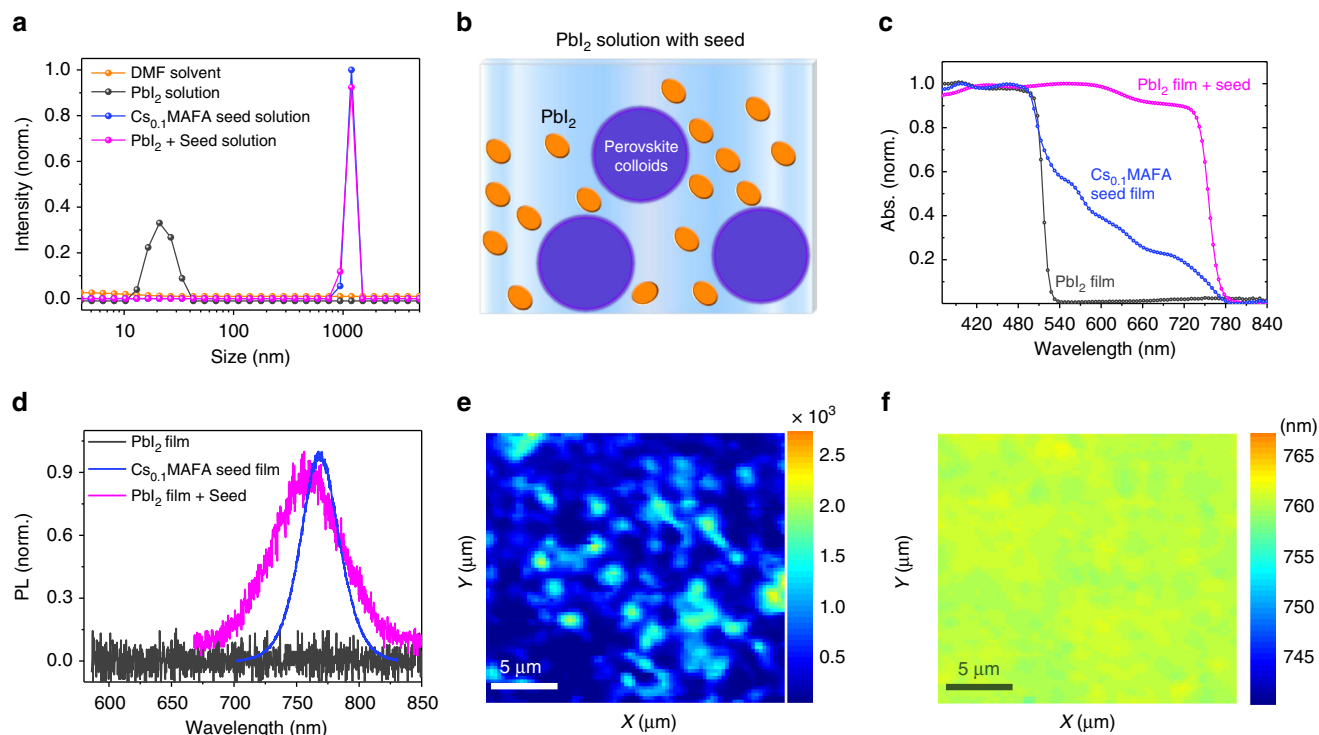 a
DMF solvent
PbI₂ solution
Cs₀.₁MAFA seed solution
PbI₂ + Seed solution
1.0
0.8
0.6
0.4
0.2
0.0
Intensity (norm.)
10
100
1000
Size (nm)
b
PbI₂ solution with seed
PbI₂
Perovskite
colloids
c
PbI₂ film + seed
Cs₀.₁MAFA
seed film
PbI₂ film
1.0
0.8
0.6
0.4
0.2
Abs. (norm.)
420
480
540
600
660
720
780
840
Wavelength (nm)
d
PbI₂ film
Cs₀.₁MAFA seed film
PbI₂ film + Seed
0.9
0.6
0.3
0.0
PL (norm.)
600
650
700
750
800
850
Wavelength (nm)
e
× 10³
2.5
2.0
1.5
1.0
0.5
Y (μm)
5 μm
X (μm)
f
(nm)
765
760
755
750
745
Y (μm)
5 μm
X (μm)